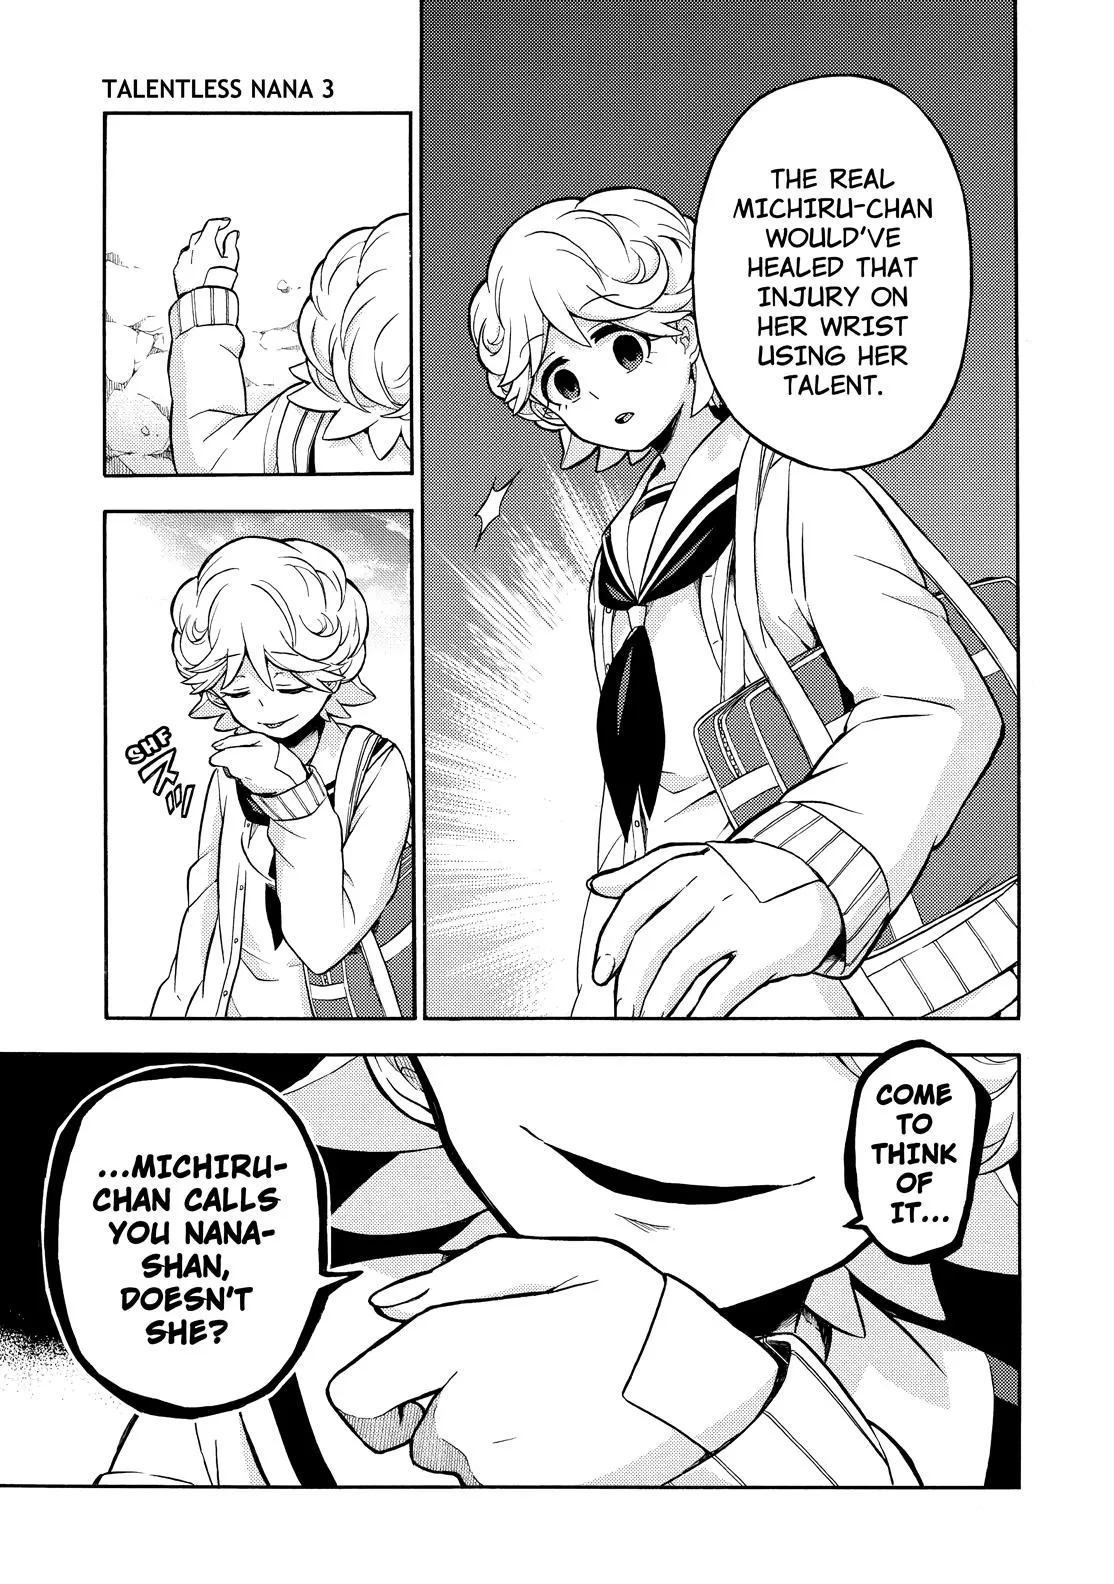 TALENTLESS NANA 3
THE REAL
MICHIRU-CHAN
WOULD'VE
HEALED THAT
INJURY ON
HER WRIST
USING HER
TALENT.
SHF
COME
TO
THINK
OF
IT...
...MICHIRU-
CHAN CALLS
YOU NANA-
SHAN,
DOESN'T
SHE?